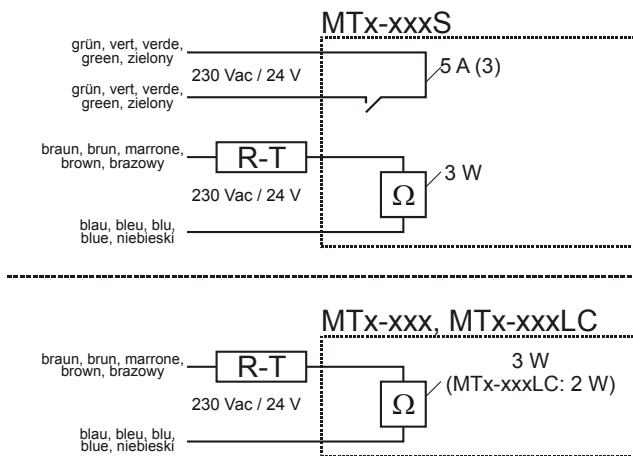 MTx-xxxS
grün, vert, verde,
green, zielony
230 Vac / 24 V
5 A (3)
grün, vert, verde,
green, zielony
braun, brun, marrone,
brown, brazowy
R-T
3 W
Ω
230 Vac / 24 V
blau, bleu, blu,
blue, niebieski
MTx-xxx, MTx-xxxLC
braun, brun, marrone,
brown, brazowy
R-T
3 W
(MTx-xxxLC: 2 W)
Ω
230 Vac / 24 V
blau, bleu, blu,
blue, niebieski